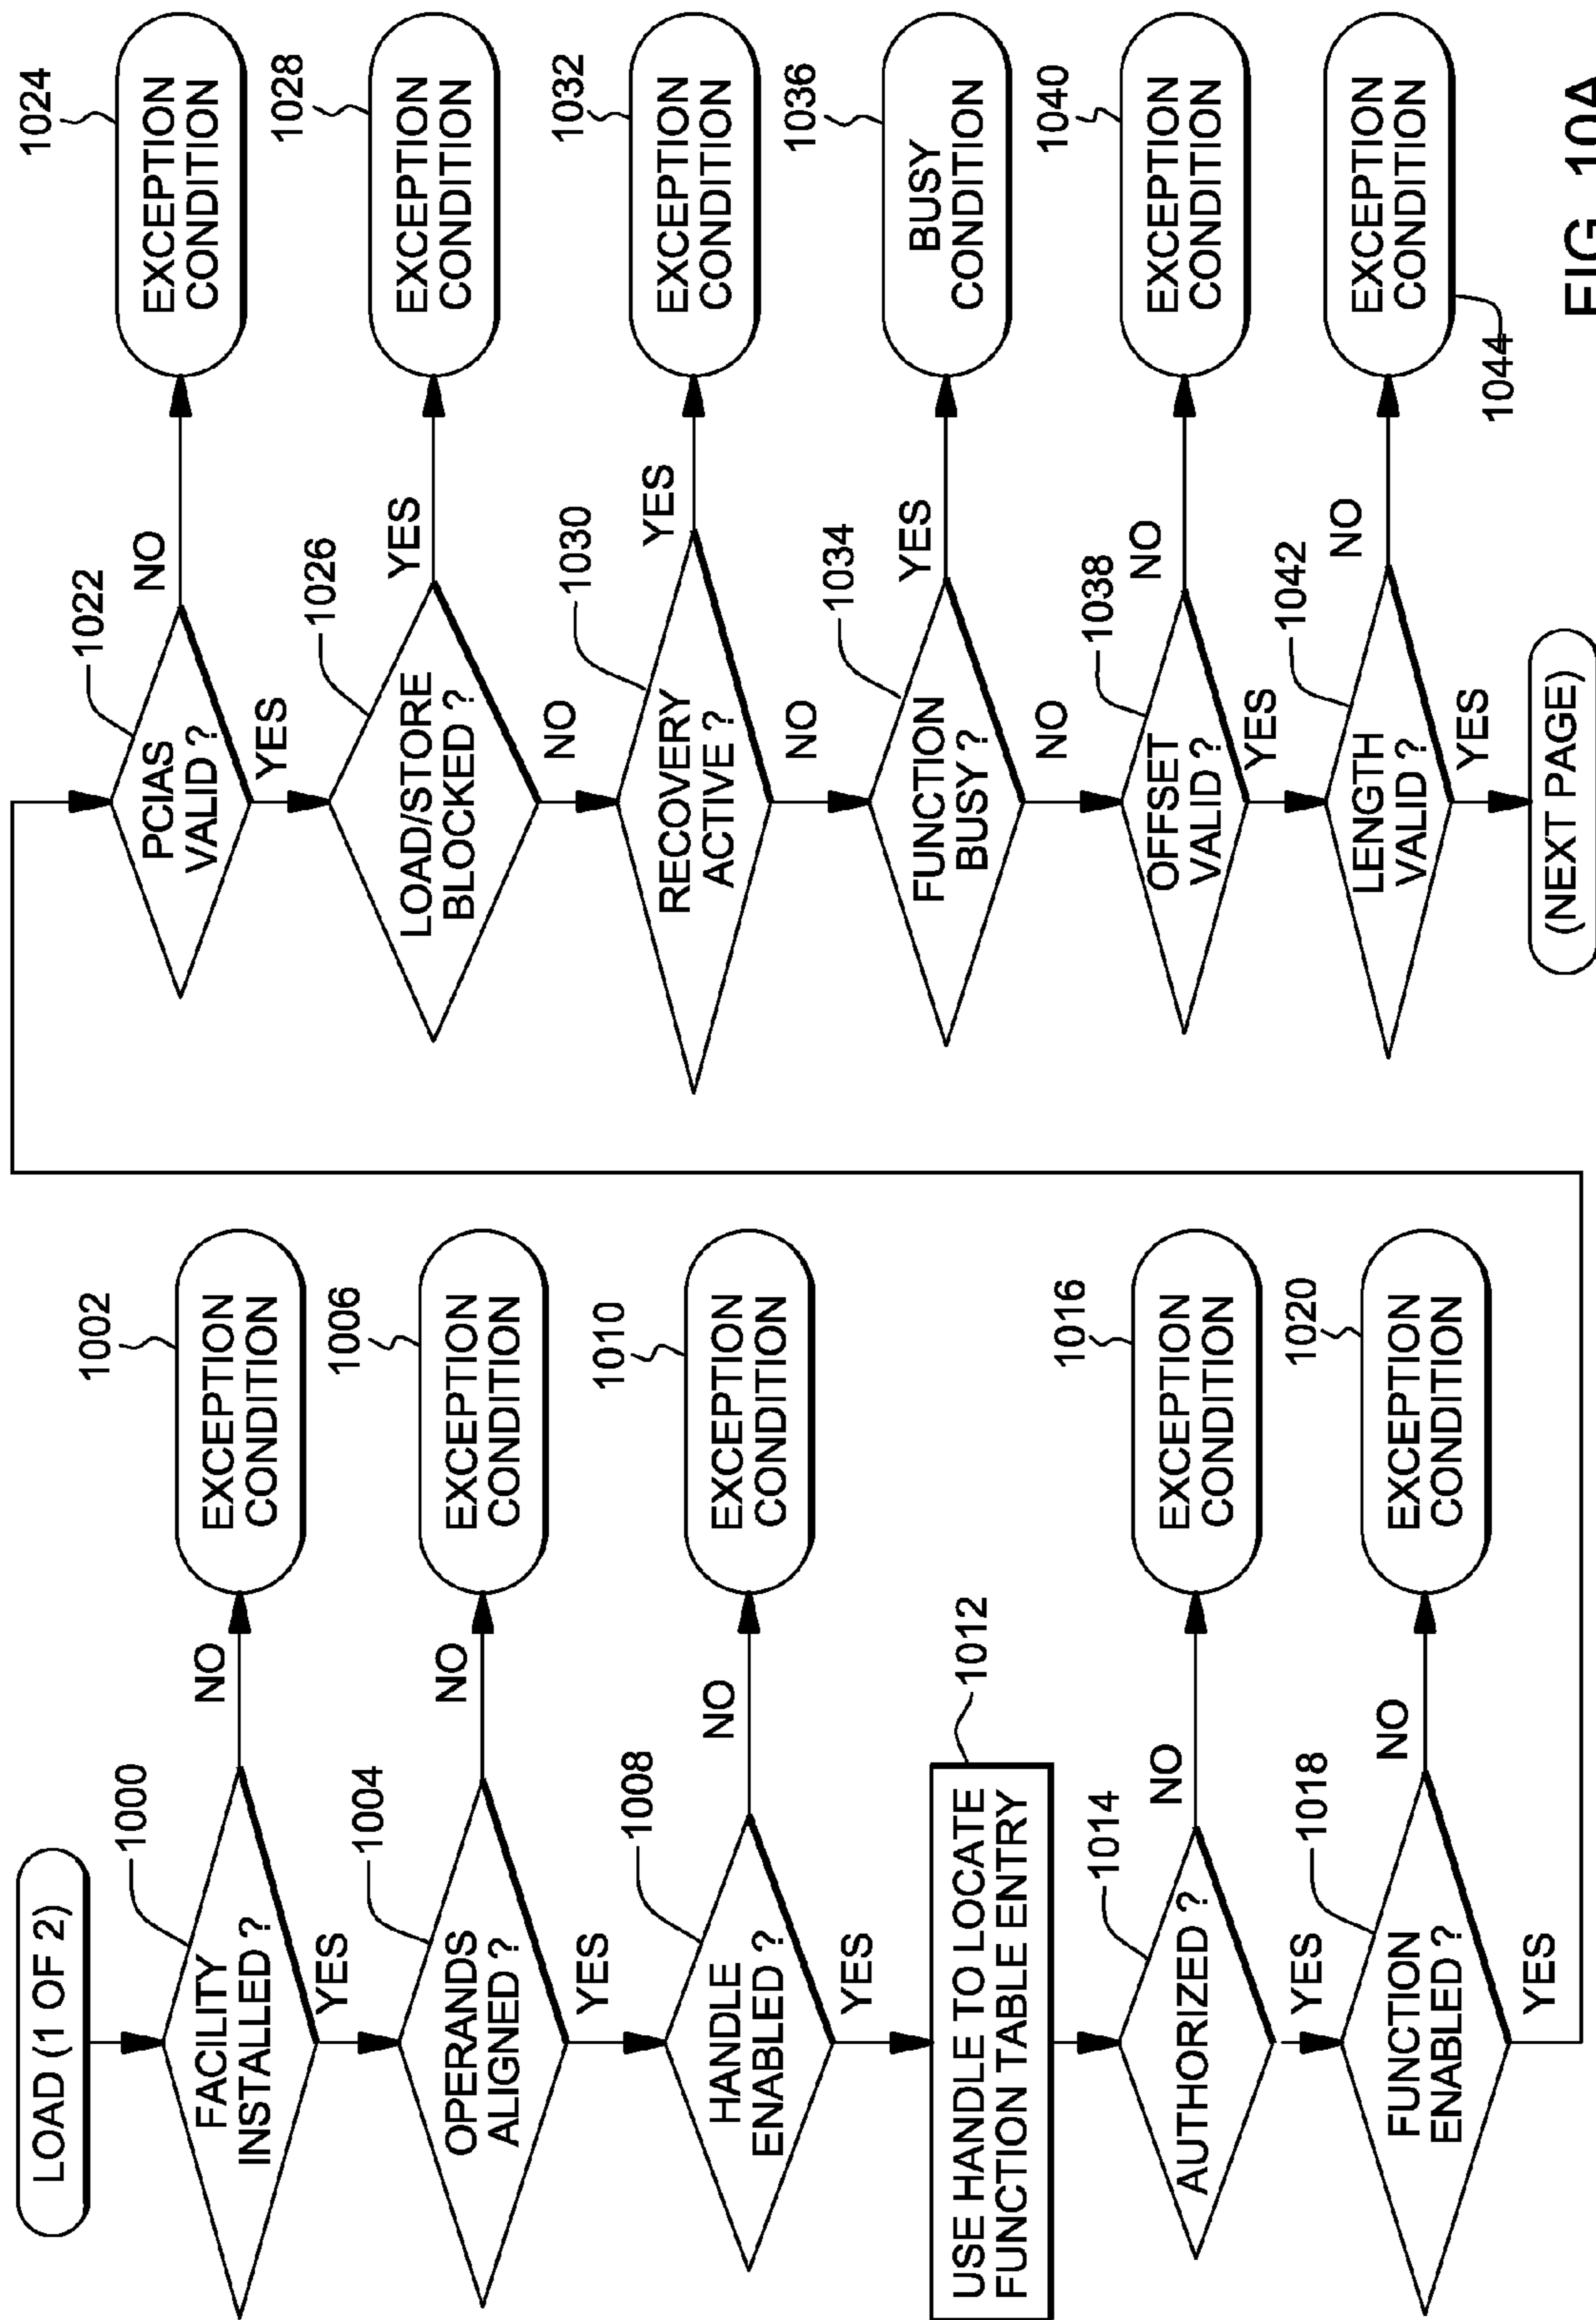 LOAD (1 OF 2)
1000
FACILITY
INSTALLED ?
NO
1002
EXCEPTION
CONDITION
YES
1004
OPERANDS
ALIGNED ?
NO
1006
EXCEPTION
CONDITION
YES
1008
HANDLE
ENABLED ?
NO
1010
EXCEPTION
CONDITION
YES
1012
USE HANDLE TO LOCATE
FUNCTION TABLE ENTRY
1014
AUTHORIZED ?
NO
1016
EXCEPTION
CONDITION
YES
1018
FUNCTION
ENABLED ?
NO
1020
EXCEPTION
CONDITION
YES
1022
PCIAS
VALID ?
NO
1024
EXCEPTION
CONDITION
YES
1026
LOAD/STORE
BLOCKED ?
YES
1028
EXCEPTION
CONDITION
NO
1030
RECOVERY
ACTIVE ?
YES
1032
EXCEPTION
CONDITION
NO
1034
FUNCTION
BUSY ?
YES
1036
BUSY
CONDITION
NO
1038
OFFSET
VALID ?
NO
1040
EXCEPTION
CONDITION
YES
1042
LENGTH
VALID ?
NO
EXCEPTION
CONDITION
1044
YES
(NEXT PAGE)
FIG. 10A